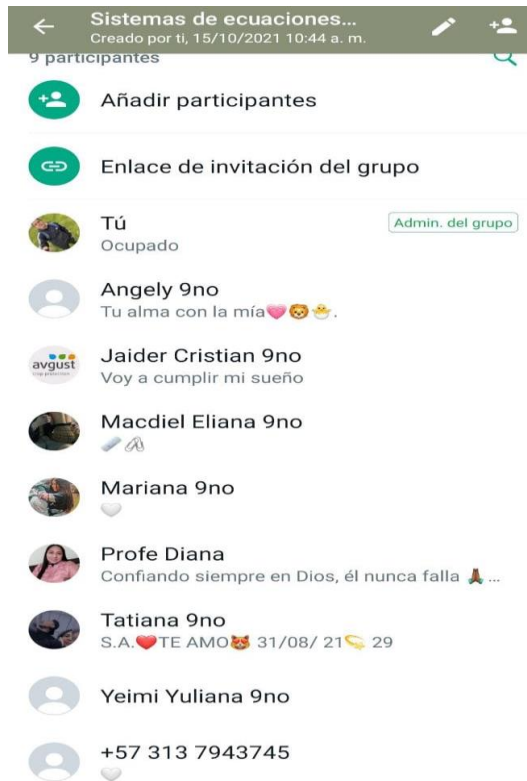 Sistemas de ecuaciones...
Creado por ti, 15/10/2021 10:44 a. m.
9 participantes
Añadir participantes
Enlace de invitación del grupo
Tú
Admin. del grupo
Ocupado
Angely 9no
Tu alma con la mía💗🦁🐣.
avgust
crop protection
Jaider Cristian 9no
Voy a cumplir mi sueño
Macdiel Eliana 9no
Mariana 9no
🤍
Profe Diana
Confiando siempre en Dios, él nunca falla 🙏🏾 ...
Tatiana 9no
S.A.❤️TE AMO😻 31/08/ 21💫 29
Yeimi Yuliana 9no
+57 313 7943745
🤍